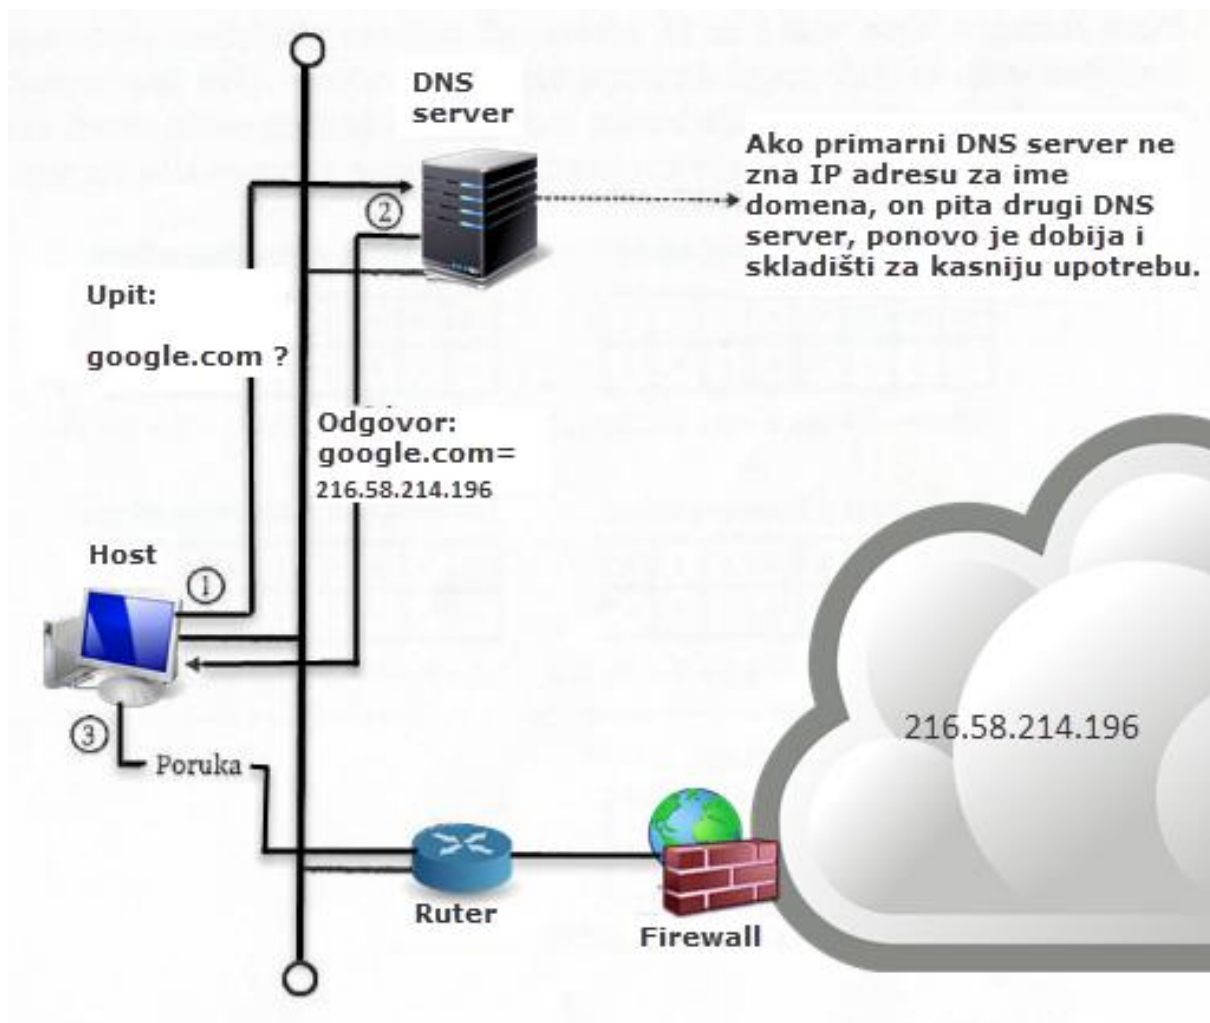 DNS
server
Ako primarni DNS server ne
zna IP adresu za ime
domena, on pita drugi DNS
server, ponovo je dobija i
skladišti za kasniju upotrebu.
2
Upit:
google.com ?
Odgovor:
google.com=
216.58.214.196
Host
1
3
Poruka
216.58.214.196
Ruter
Firewall